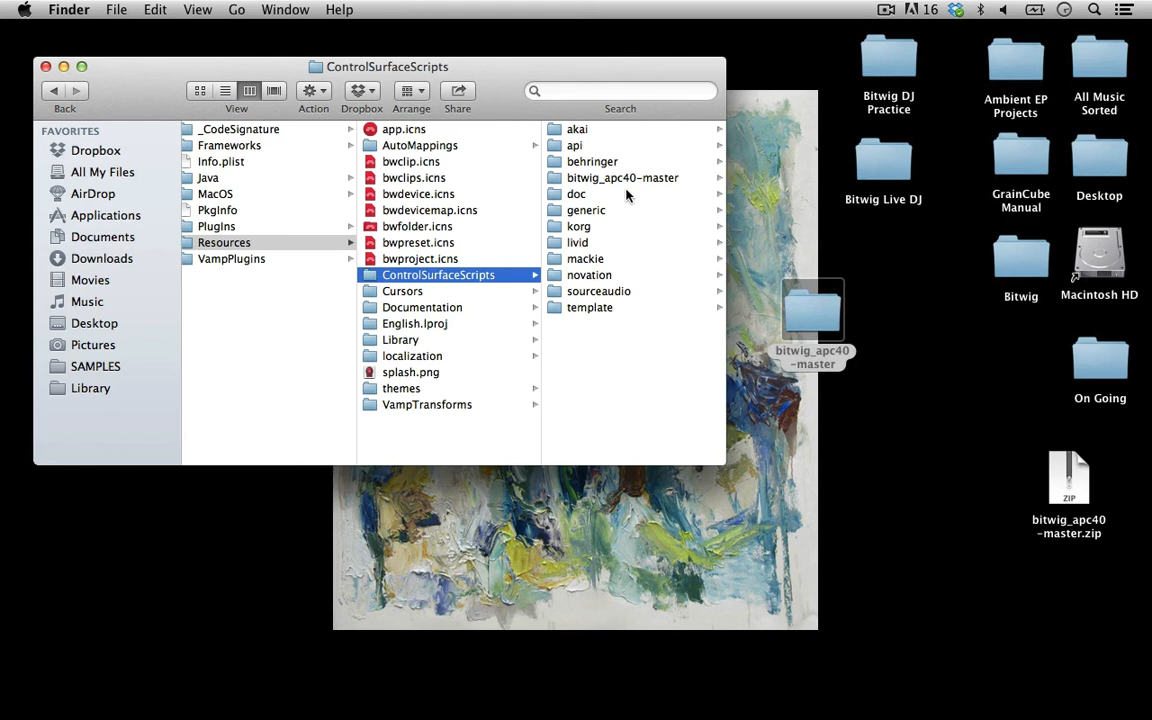 Finder File Edit View Go Window Help 16
ControlSurfaceScripts
Back View Action Dropbox Arrange Share Search
FAVORITES
Dropbox
All My Files
AirDrop
Applications
Documents
Downloads
Movies
Music
Desktop
Pictures
SAMPLES
Library
_CodeSignature
Frameworks
Info.plist
Java
MacOS
PkgInfo
PlugIns
Resources
VampPlugins
app.icns
AutoMappings
bwclip.icns
bwclips.icns
bwdevice.icns
bwdevicemap.icns
bwfolder.icns
bwpreset.icns
bwproject.icns
ControlSurfaceScripts
Cursors
Documentation
English.lproj
Library
localization
splash.png
themes
VampTransforms
akai
api
behringer
bitwig_apc40-master
doc
generic
korg
livid
mackie
novation
sourceaudio
template
Bitwig DJ
Practice
Ambient EP
Projects
All Music
Sorted
Bitwig Live DJ
GrainCube
Manual
Desktop
Bitwig
Macintosh HD
bitwig_apc40
-master
On Going
ZIP
bitwig_apc40
-master.zip